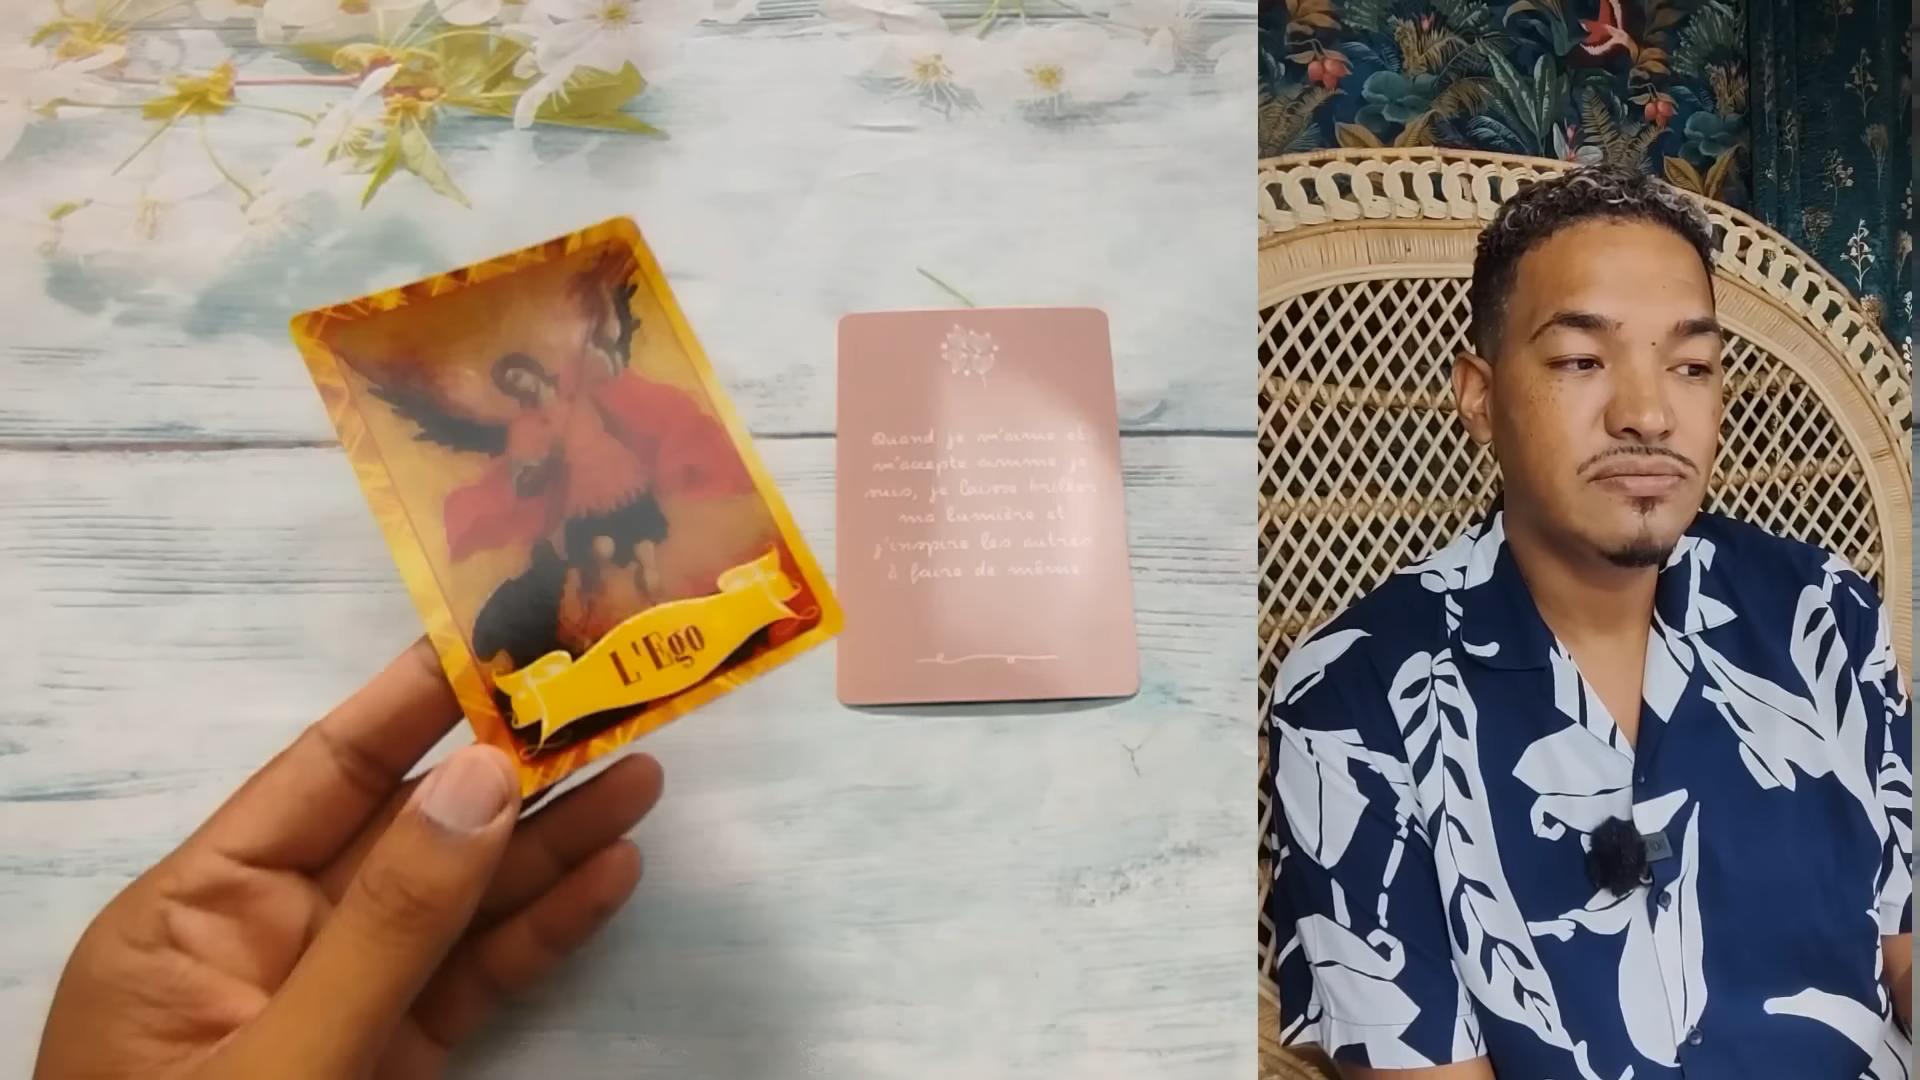 L'Ego
Quand je m'aime et
m'accepte comme je
suis, je laisse briller
ma lumière et
j'inspire les autres
à faire de même